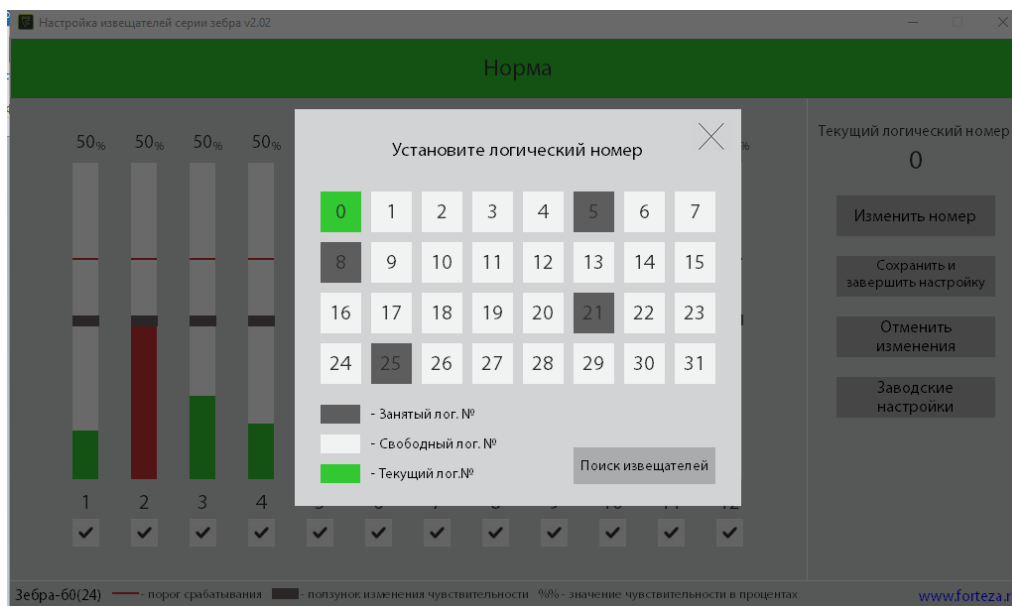 Настройка извещателей серии зебра v2.02
Норма
50% 50% 50% 50% %
Текущий логический номер
0
Изменить номер
Сохранить и
завершить настройку
Отменить
изменения
Заводские
настройки
Установите логический номер
0 1 2 3 4 5 6 7
8 9 10 11 12 13 14 15
16 17 18 19 20 21 22 23
24 25 26 27 28 29 30 31
- Занятый лог. №
- Свободный лог. №
- Текущий лог.№
Поиск извещателей
1 2 3 4
Зебра-60(24) - порог срабатывания - ползунок изменения чувствительности %% - значение чувствительности в процентах www.forteza.r